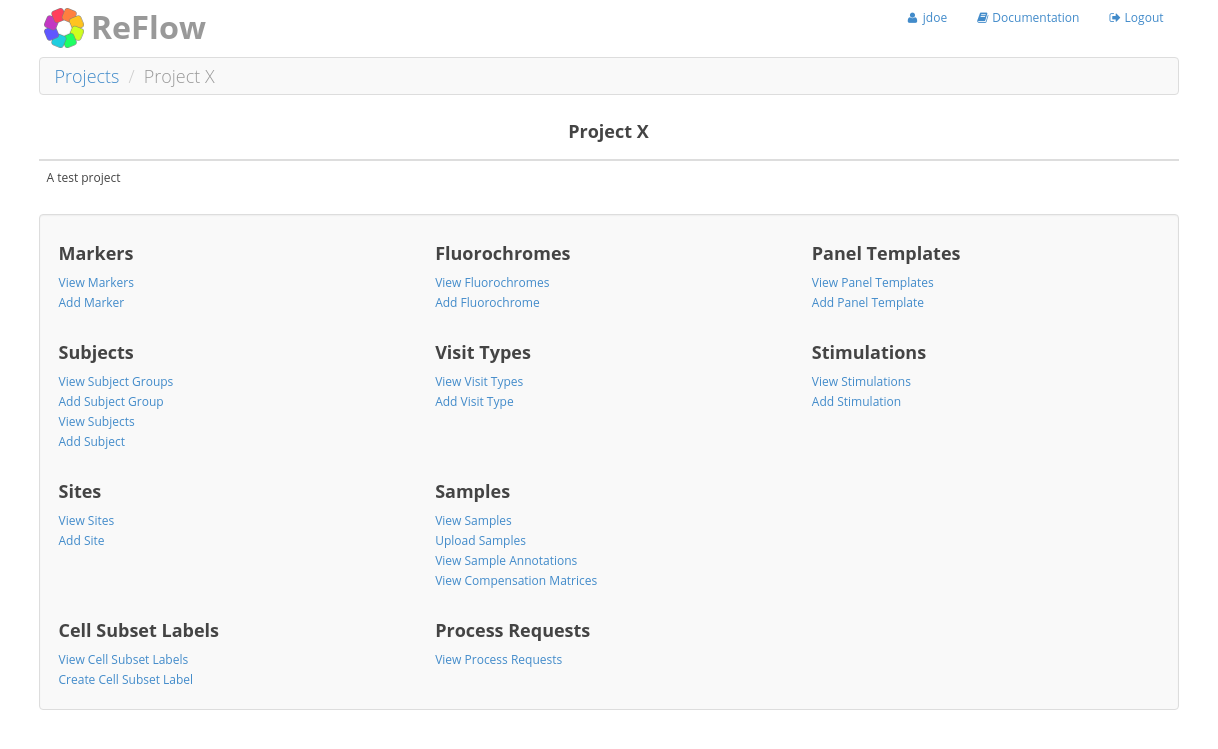 ReFlow
jdoe
Documentation
Logout
Projects / Project X
Project X
A test project
Markers
View Markers
Add Marker
Fluorochromes
View Fluorochromes
Add Fluorochrome
Panel Templates
View Panel Templates
Add Panel Template
Subjects
View Subject Groups
Add Subject Group
View Subjects
Add Subject
Visit Types
View Visit Types
Add Visit Type
Stimulations
View Stimulations
Add Stimulation
Sites
View Sites
Add Site
Samples
View Samples
Upload Samples
View Sample Annotations
View Compensation Matrices
Cell Subset Labels
View Cell Subset Labels
Create Cell Subset Label
Process Requests
View Process Requests